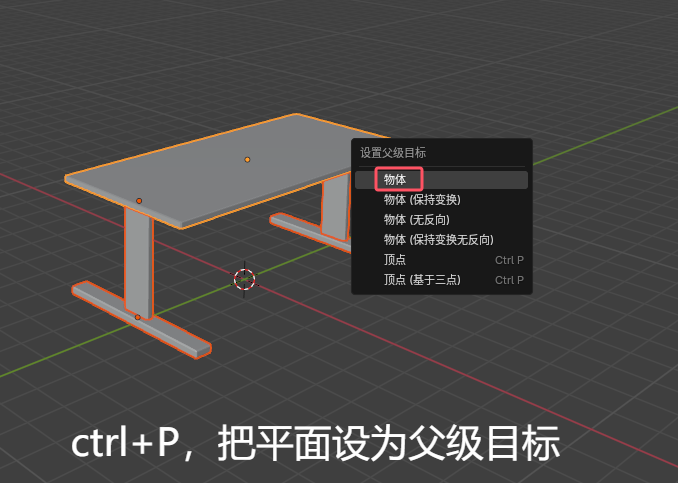 设置父级目标
物体
物体 (保持变换)
物体 (无反向)
物体 (保持变换无反向)
顶点 Ctrl P
顶点 (基于三点) Ctrl P
ctrl+P，把平面设为父级目标